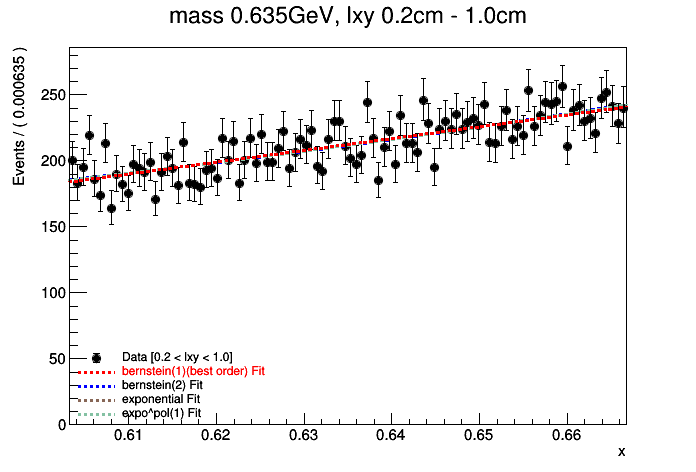 mass 0.635GeV, lxy 0.2cm - 1.0cm
Events / ( 0.000635 )
250
200
150
100
50
0
Data [0.2 < lxy < 1.0]
bernstein(1)(best order) Fit
bernstein(2) Fit
exponential Fit
expo^pol(1) Fit
0.61 0.62 0.63 0.64 0.65 0.66
x